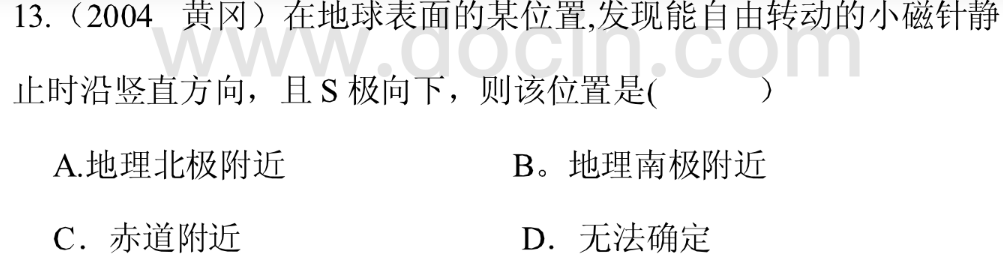 13.（2004 黄冈）在地球表面的某位置,发现能自由转动的小磁针静
止时沿竖直方向，且 S 极向下，则该位置是( ）
A.地理北极附近 B。地理南极附近
C．赤道附近 D．无法确定
www.docin.com